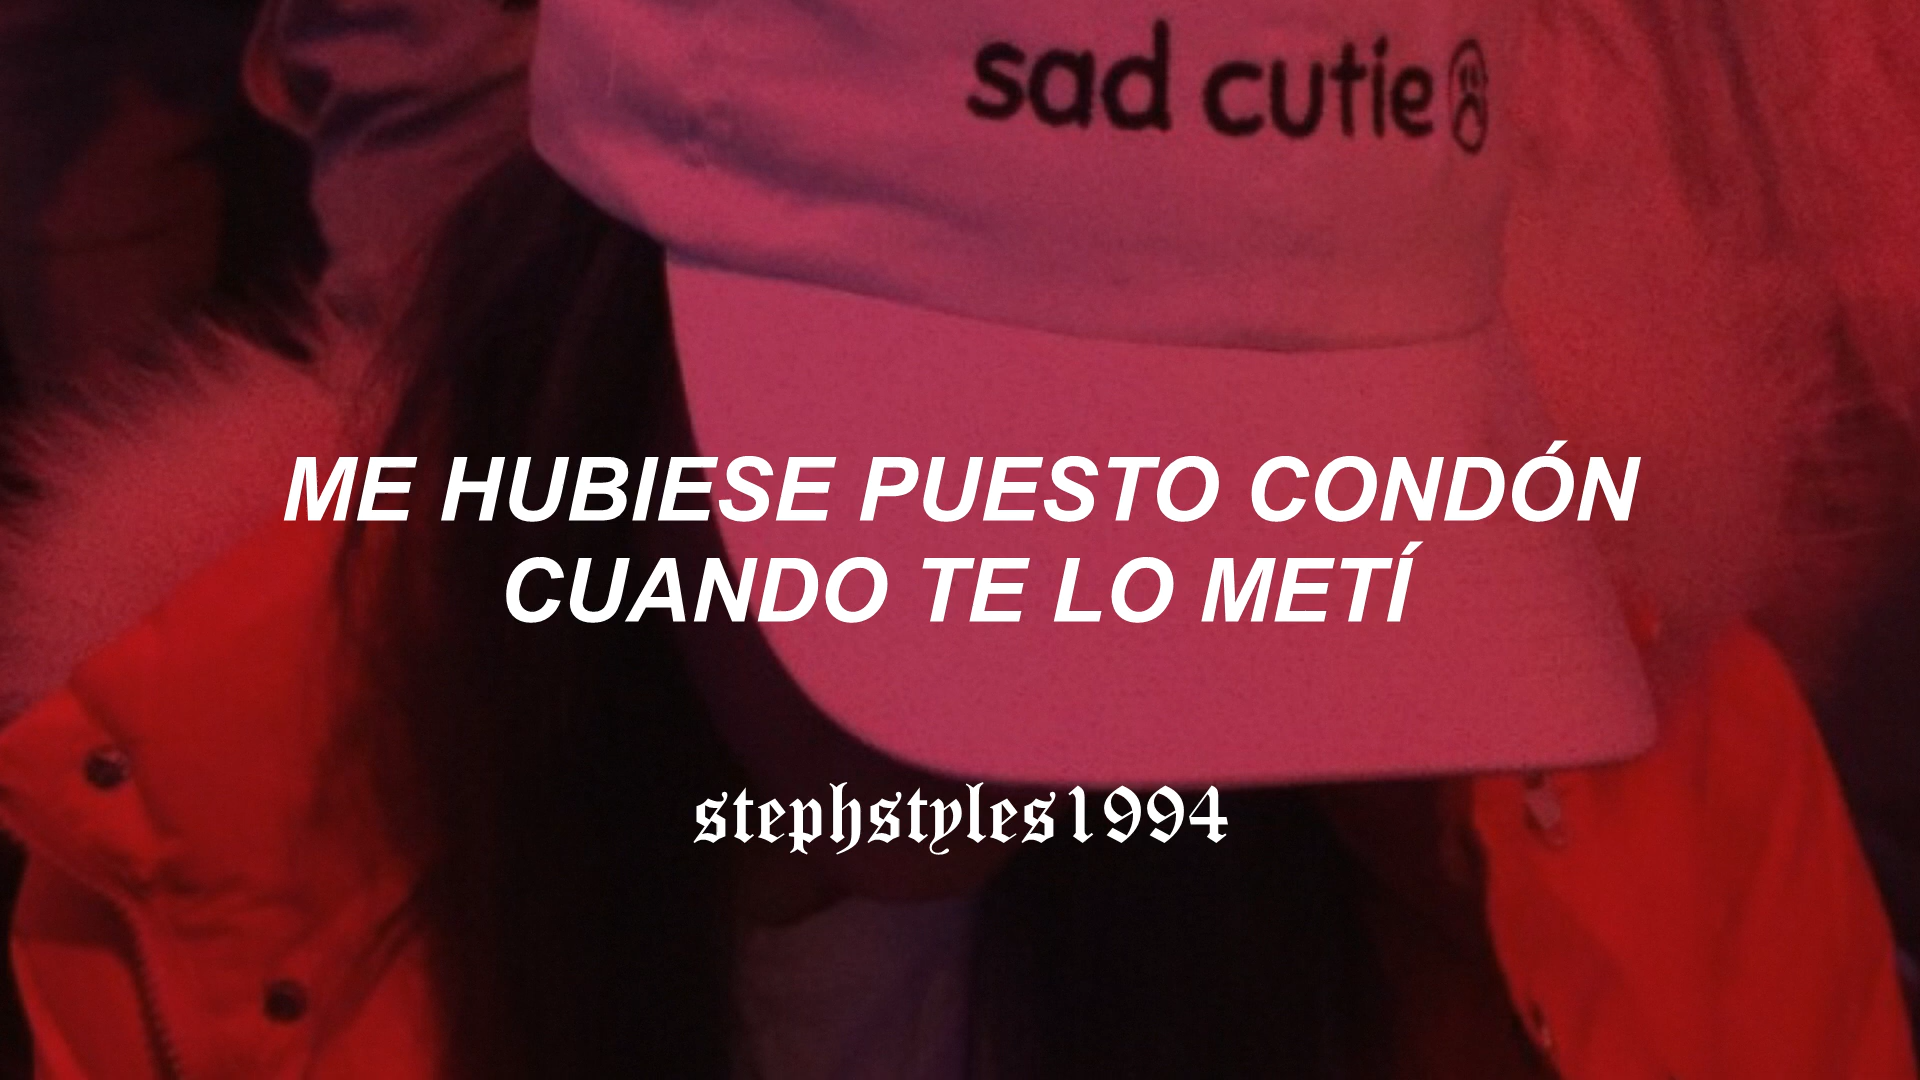 sad cutie
ME HUBIESE PUESTO CONDÓN
CUANDO TE LO METÍ
stephstyles1994